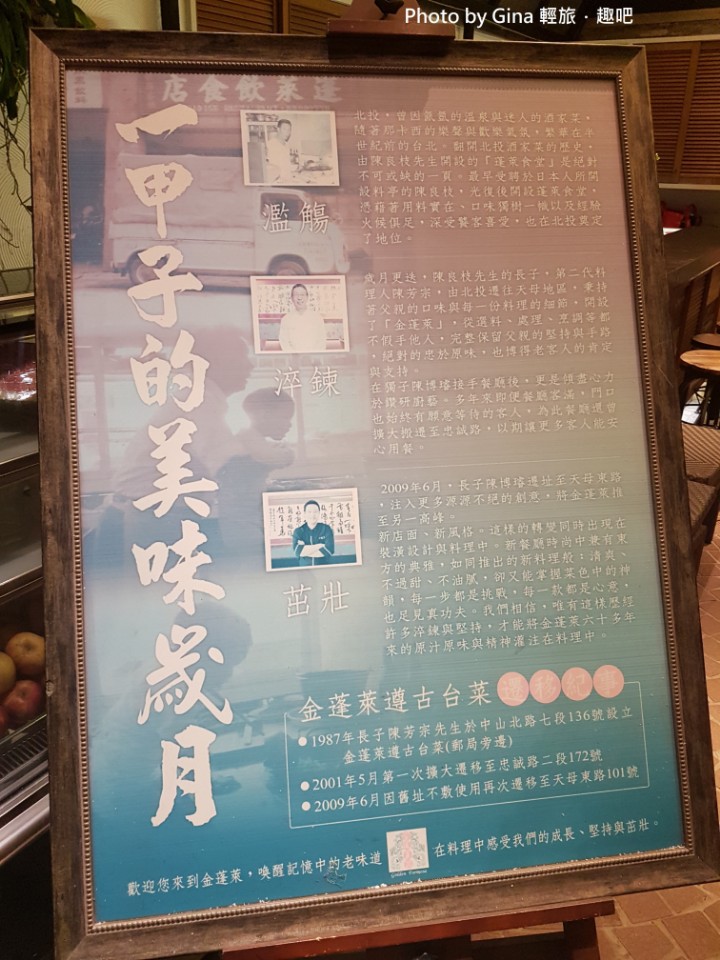 Photo by Gina 輕旅．趣吧
店食飲萊蓬
一甲子的美味歲月
濫觴
北投，曾因氤氳的溫泉與迷人的酒家菜，
隨著那卡西的樂聲與歡樂氣氛，繁華在半
世紀前的台北。翻開北投酒家菜的歷史，
由陳良枝先生開設的『蓬萊食堂』是絕對
不可或缺的一頁。最早受聘於日本人所開
設料亭的陳良枝，光復後開設蓬萊食堂，
憑藉著用料實在、口味獨樹一幟以及經驗
火候俱足，深受饕客喜愛，也在北投奠定
了地位。
淬鍊
歲月更迭，陳良枝先生的長子，第二代料
理人陳芳宗，由北投遷往天母地區，秉持
著父親的口味與每一份料理的細節，開設
了『金蓬萊』，從選料、處理、烹調等都
不假手他人，完整保留父親的堅持與手路
，絕對的忠於原味，也博得老客人的肯定
與支持。
在獨子陳博璿接手餐廳後，更是傾盡心力
於鑽研廚藝。多年來即便餐廳客滿，門口
也始終有願意等待的客人，為此餐廳還曾
擴大搬遷至忠誠路，以期讓更多客人能安
心用餐。
茁壯
2009年6月，長子陳博璿遷址至天母東路
，注入更多源源不絕的創意，將金蓬萊推
至另一高峰。
新店面、新風格。這樣的轉變同時出現在
裝潢設計與料理中。新餐廳時尚中兼有東
方的典雅，如同推出的新料理般：清爽、
不過甜、不油膩，卻又能掌握菜色中的神
韻，每一步都是挑戰，每一款都是心意，
也足見真功夫。我們相信，唯有這樣歷經
許多淬鍊與堅持，才能將金蓬萊六十多年
來的原汁原味與精神灌注在料理中。
金蓬萊遵古台菜 遷移紀事
●1987年長子陳芳宗先生於中山北路七段136號設立
金蓬萊遵古台菜(郵局旁邊)
●2001年5月第一次擴大遷移至忠誠路二段172號
●2009年6月因舊址不敷使用再次遷移至天母東路101號
歡迎您來到金蓬萊，喚醒記憶中的老味道 在料理中感受我們的成長、堅持與茁壯。